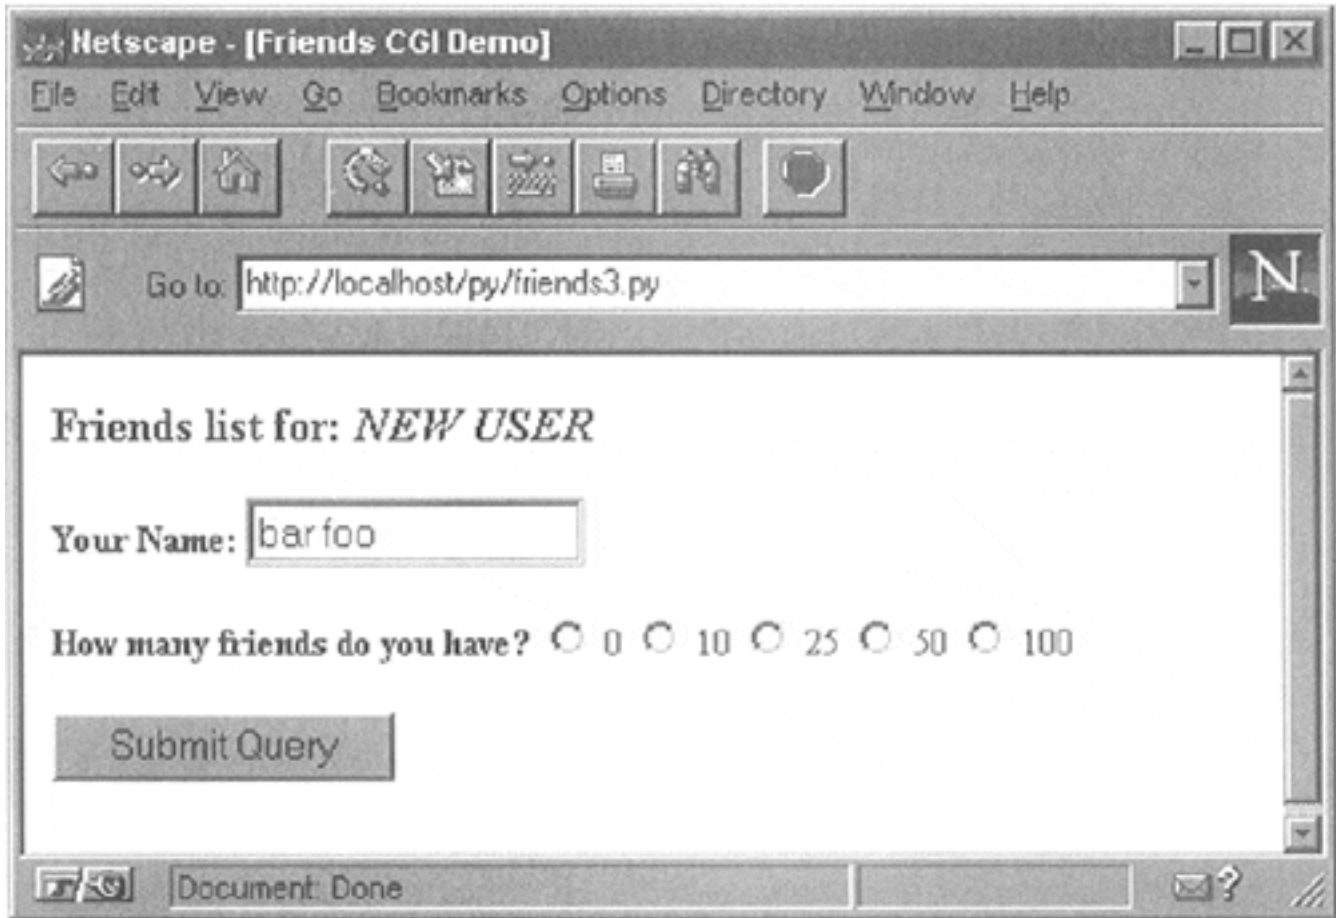 Netscape - [Friends CGI Demo]
File Edit View Go Bookmarks Options Directory Window Help
Go to: http://localhost/py/friends3.py
N
Friends list for: NEW USER
Your Name: bar foo
How many friends do you have? 0 10 25 50 100
Submit Query
Document: Done
?